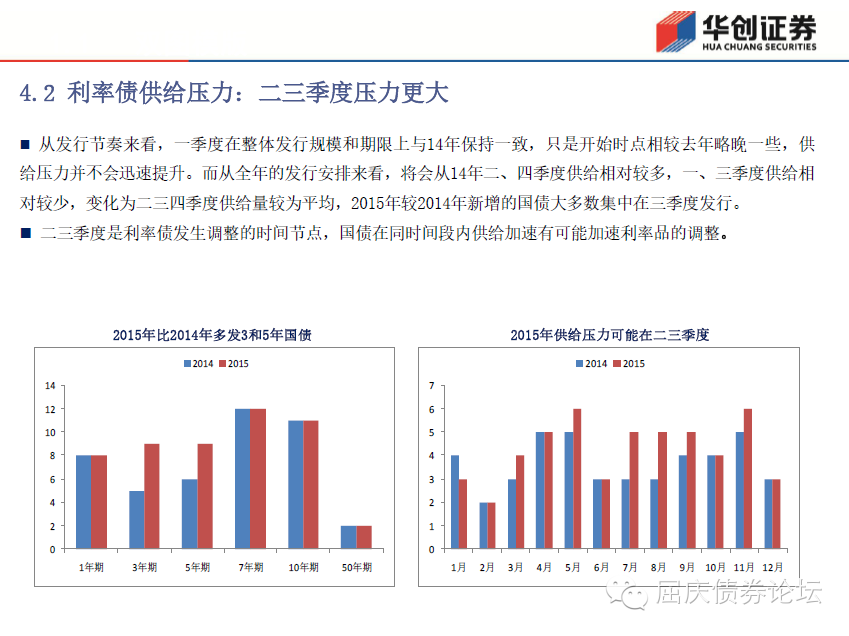 华创证券
HUA CHUANG SECURITIES
4.2 利率债供给压力：二三季度压力更大
■ 从发行节奏来看，一季度在整体发行规模和期限上与14年保持一致，只是开始时点相较去年略晚一些，供
给压力并不会迅速提升。而从全年的发行安排来看，将会从14年二、四季度供给相对较多，一、三季度供给相
对较少，变化为二三四季度供给量较为平均，2015年较2014年新增的国债大多数集中在三季度发行。
■ 二三季度是利率债发生调整的时间节点，国债在同时间段内供给加速有可能加速利率品的调整。
2015年比2014年多发3和5年国债
2014 2015
14
12
10
8
6
4
2
0
1年期 3年期 5年期 7年期 10年期 50年期
2015年供给压力可能在二三季度
2014 2015
7
6
5
4
3
2
1
0
1月 2月 3月 4月 5月 6月 7月 8月 9月 10月 11月 12月
屈庆债券论坛